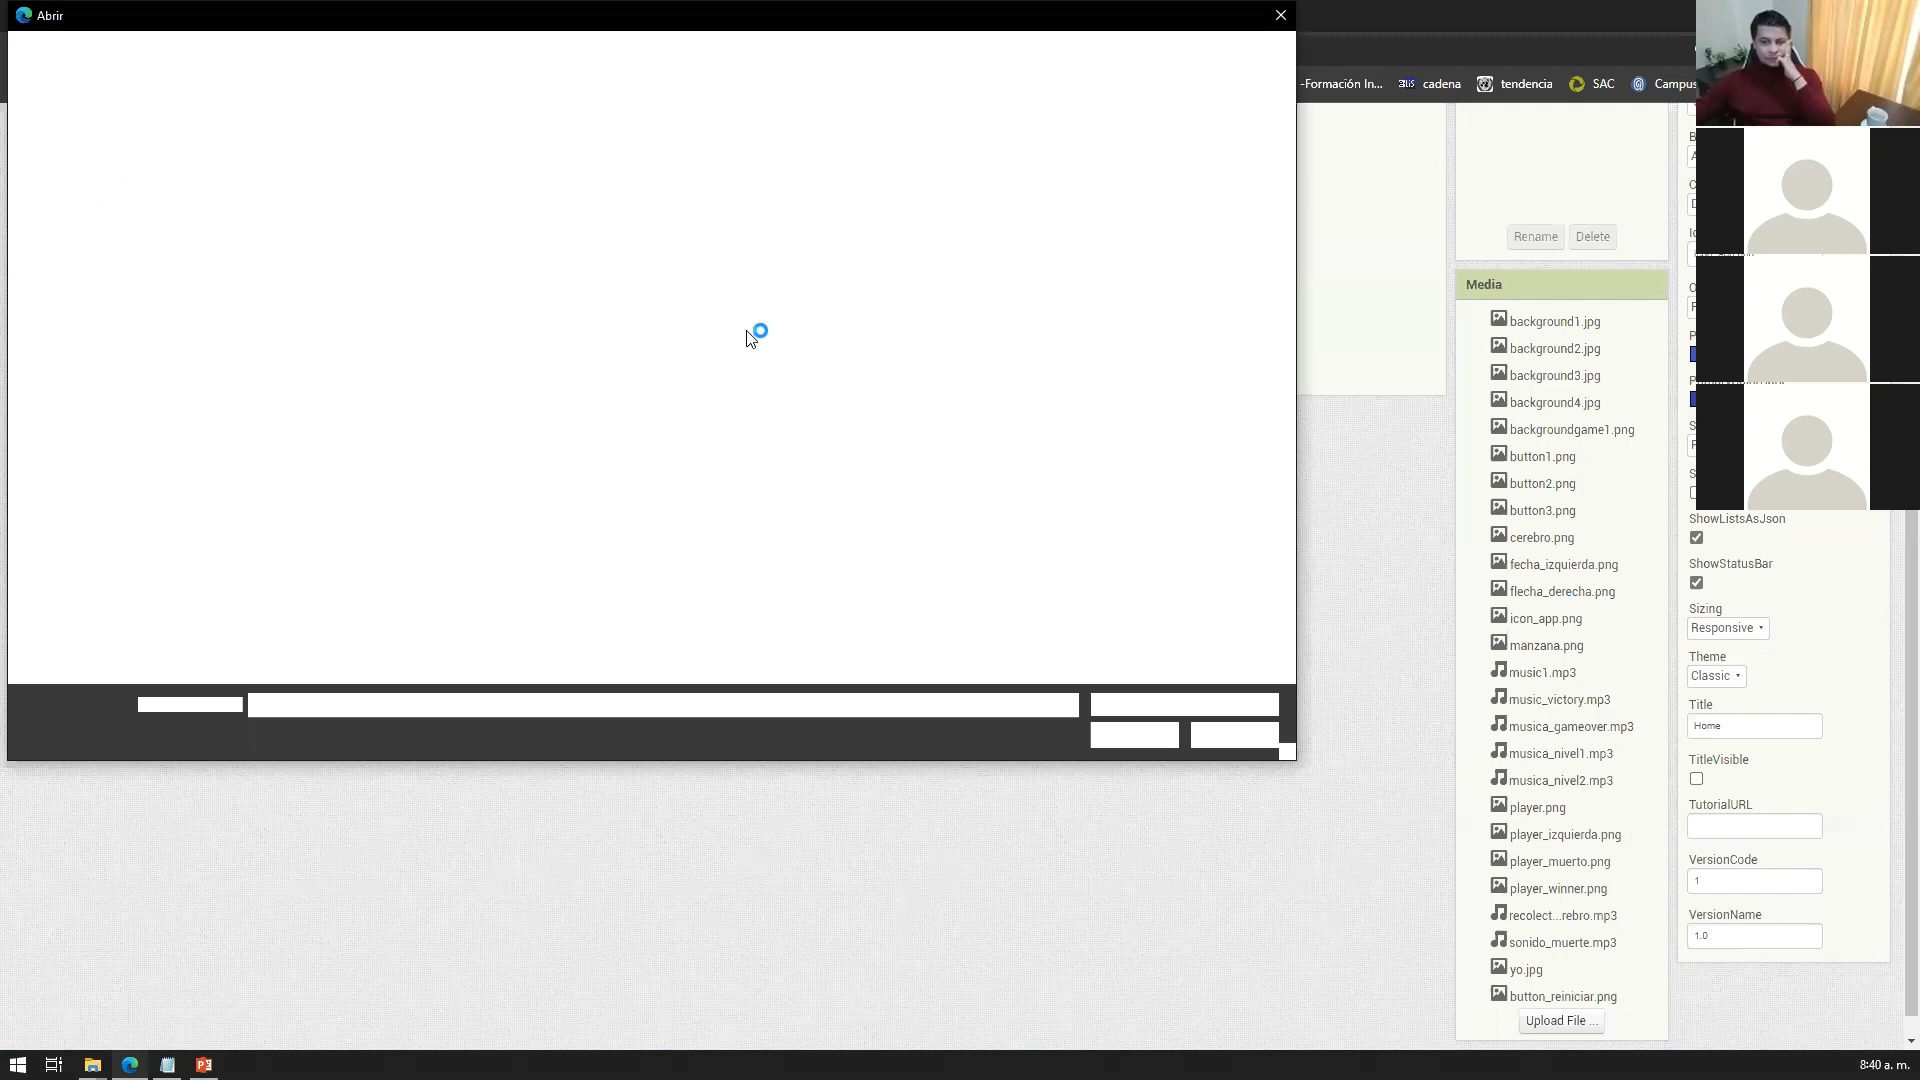 Abrir
-Formación In...
cadena
tendencia
SAC
Campus
Rename
Delete
Media
background1.jpg
background2.jpg
background3.jpg
background4.jpg
backgroundgame1.png
button1.png
button2.png
button3.png
cerebro.png
fecha_izquierda.png
flecha_derecha.png
icon_app.png
manzana.png
music1.mp3
music_victory.mp3
musica_gameover.mp3
musica_nivel1.mp3
musica_nivel2.mp3
player.png
player_izquierda.png
player_muerto.png
player_winner.png
recolect...rebro.mp3
sonido_muerte.mp3
yo.jpg
button_reiniciar.png
Upload File ...
ShowListsAsJson
ShowStatusBar
Sizing
Responsive
Theme
Classic
Title
Home
TitleVisible
TutorialURL
VersionCode
1
VersionName
1.0
8:40 a. m.